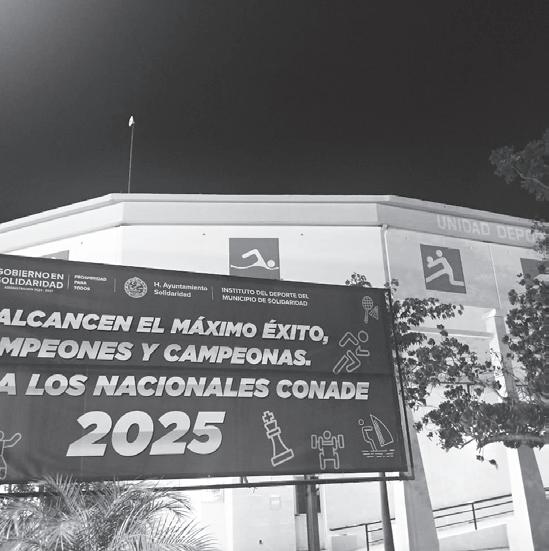 UNIDAD DEPO
GOBIERNO EN
SOLIDARIDAD
PROSPERIDAD
PARA
TODOS
H. Ayuntamiento
Solidaridad
INSTITUTO DEL DEPORTE DEL
MUNICIPIO DE SOLIDARIDAD
ALCANCEN EL MÁXIMO ÉXITO,
MPEONES Y CAMPEONAS.
A LOS NACIONALES CONADE
2025